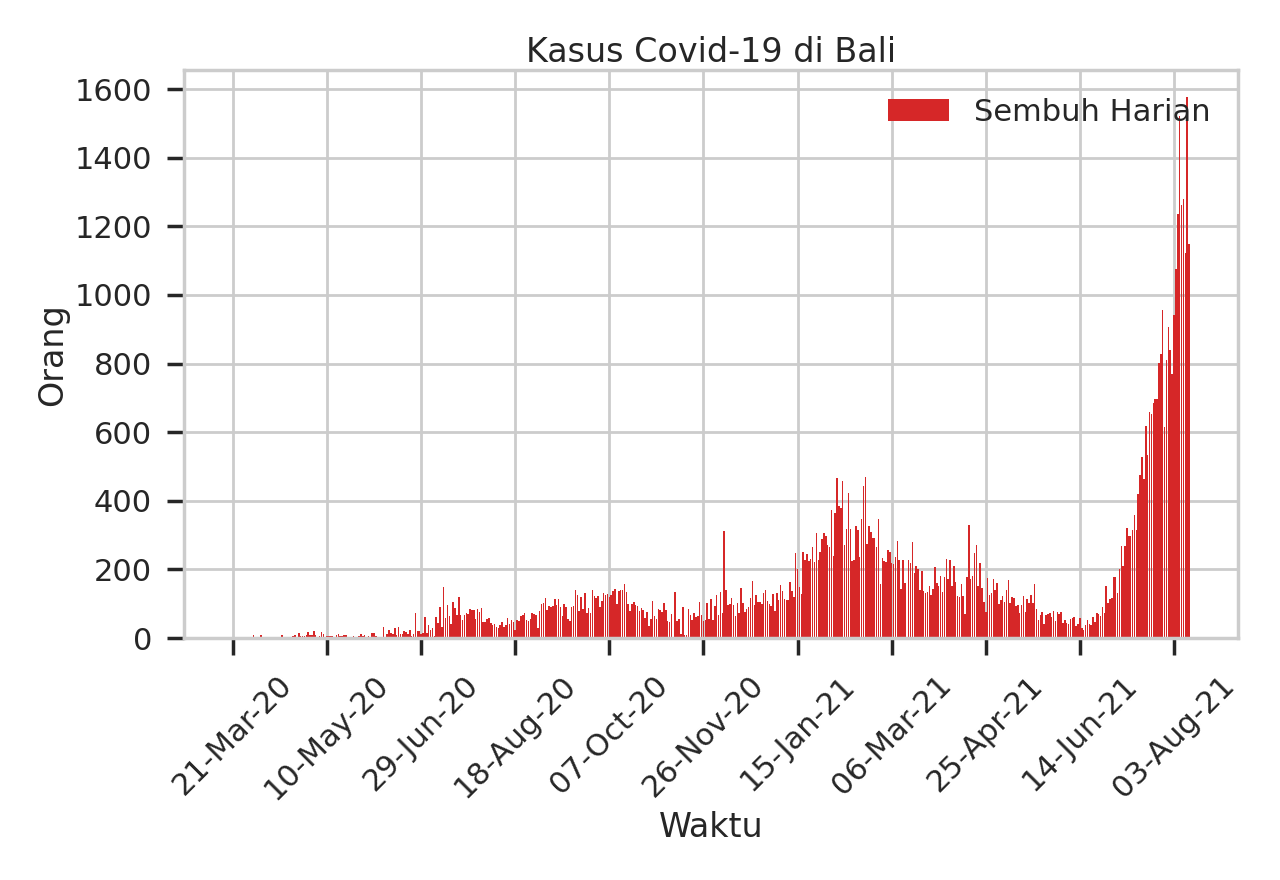 Kasus Covid-19 di Bali
Sembuh Harian
1600
1400
1200
1000
800
600
400
200
0
Orang
21-Mar-20
10-May-20
29-Jun-20
18-Aug-20
07-Oct-20
26-Nov-20
15-Jan-21
06-Mar-21
25-Apr-21
14-Jun-21
03-Aug-21
Waktu